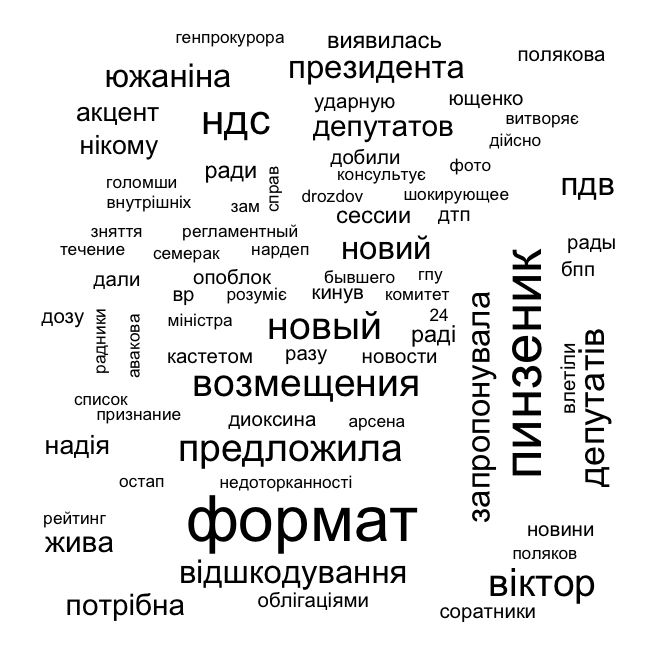 генпрокурора
виявилась
полякова
южаніна
президента
акцент
ндс
ударную
ющенко
витворяє
депутатов
дійсно
нікому
добили
фото
ради
справ
консультує
пдв
голомши
drozdov
шокирующее
внутрішніх
зам
сессии
дтп
зняття
регламентный
рады
течение
семерак
нардеп
новий
бпп
дали
опоблок
бывшего
гпу
вр
розуміє
кинув
комитет
дозу
радники
авакова
міністра
новый
24
раді
запропонувала
пинзеник
влетіли
депутатів
кастетом
разу
новости
возмещения
список
признание
диоксина
арсена
надія
предложила
остап
недоторканності
рейтинг
формат
новини
жива
поляков
відшкодування
віктор
потрібна
облігаціями
соратники